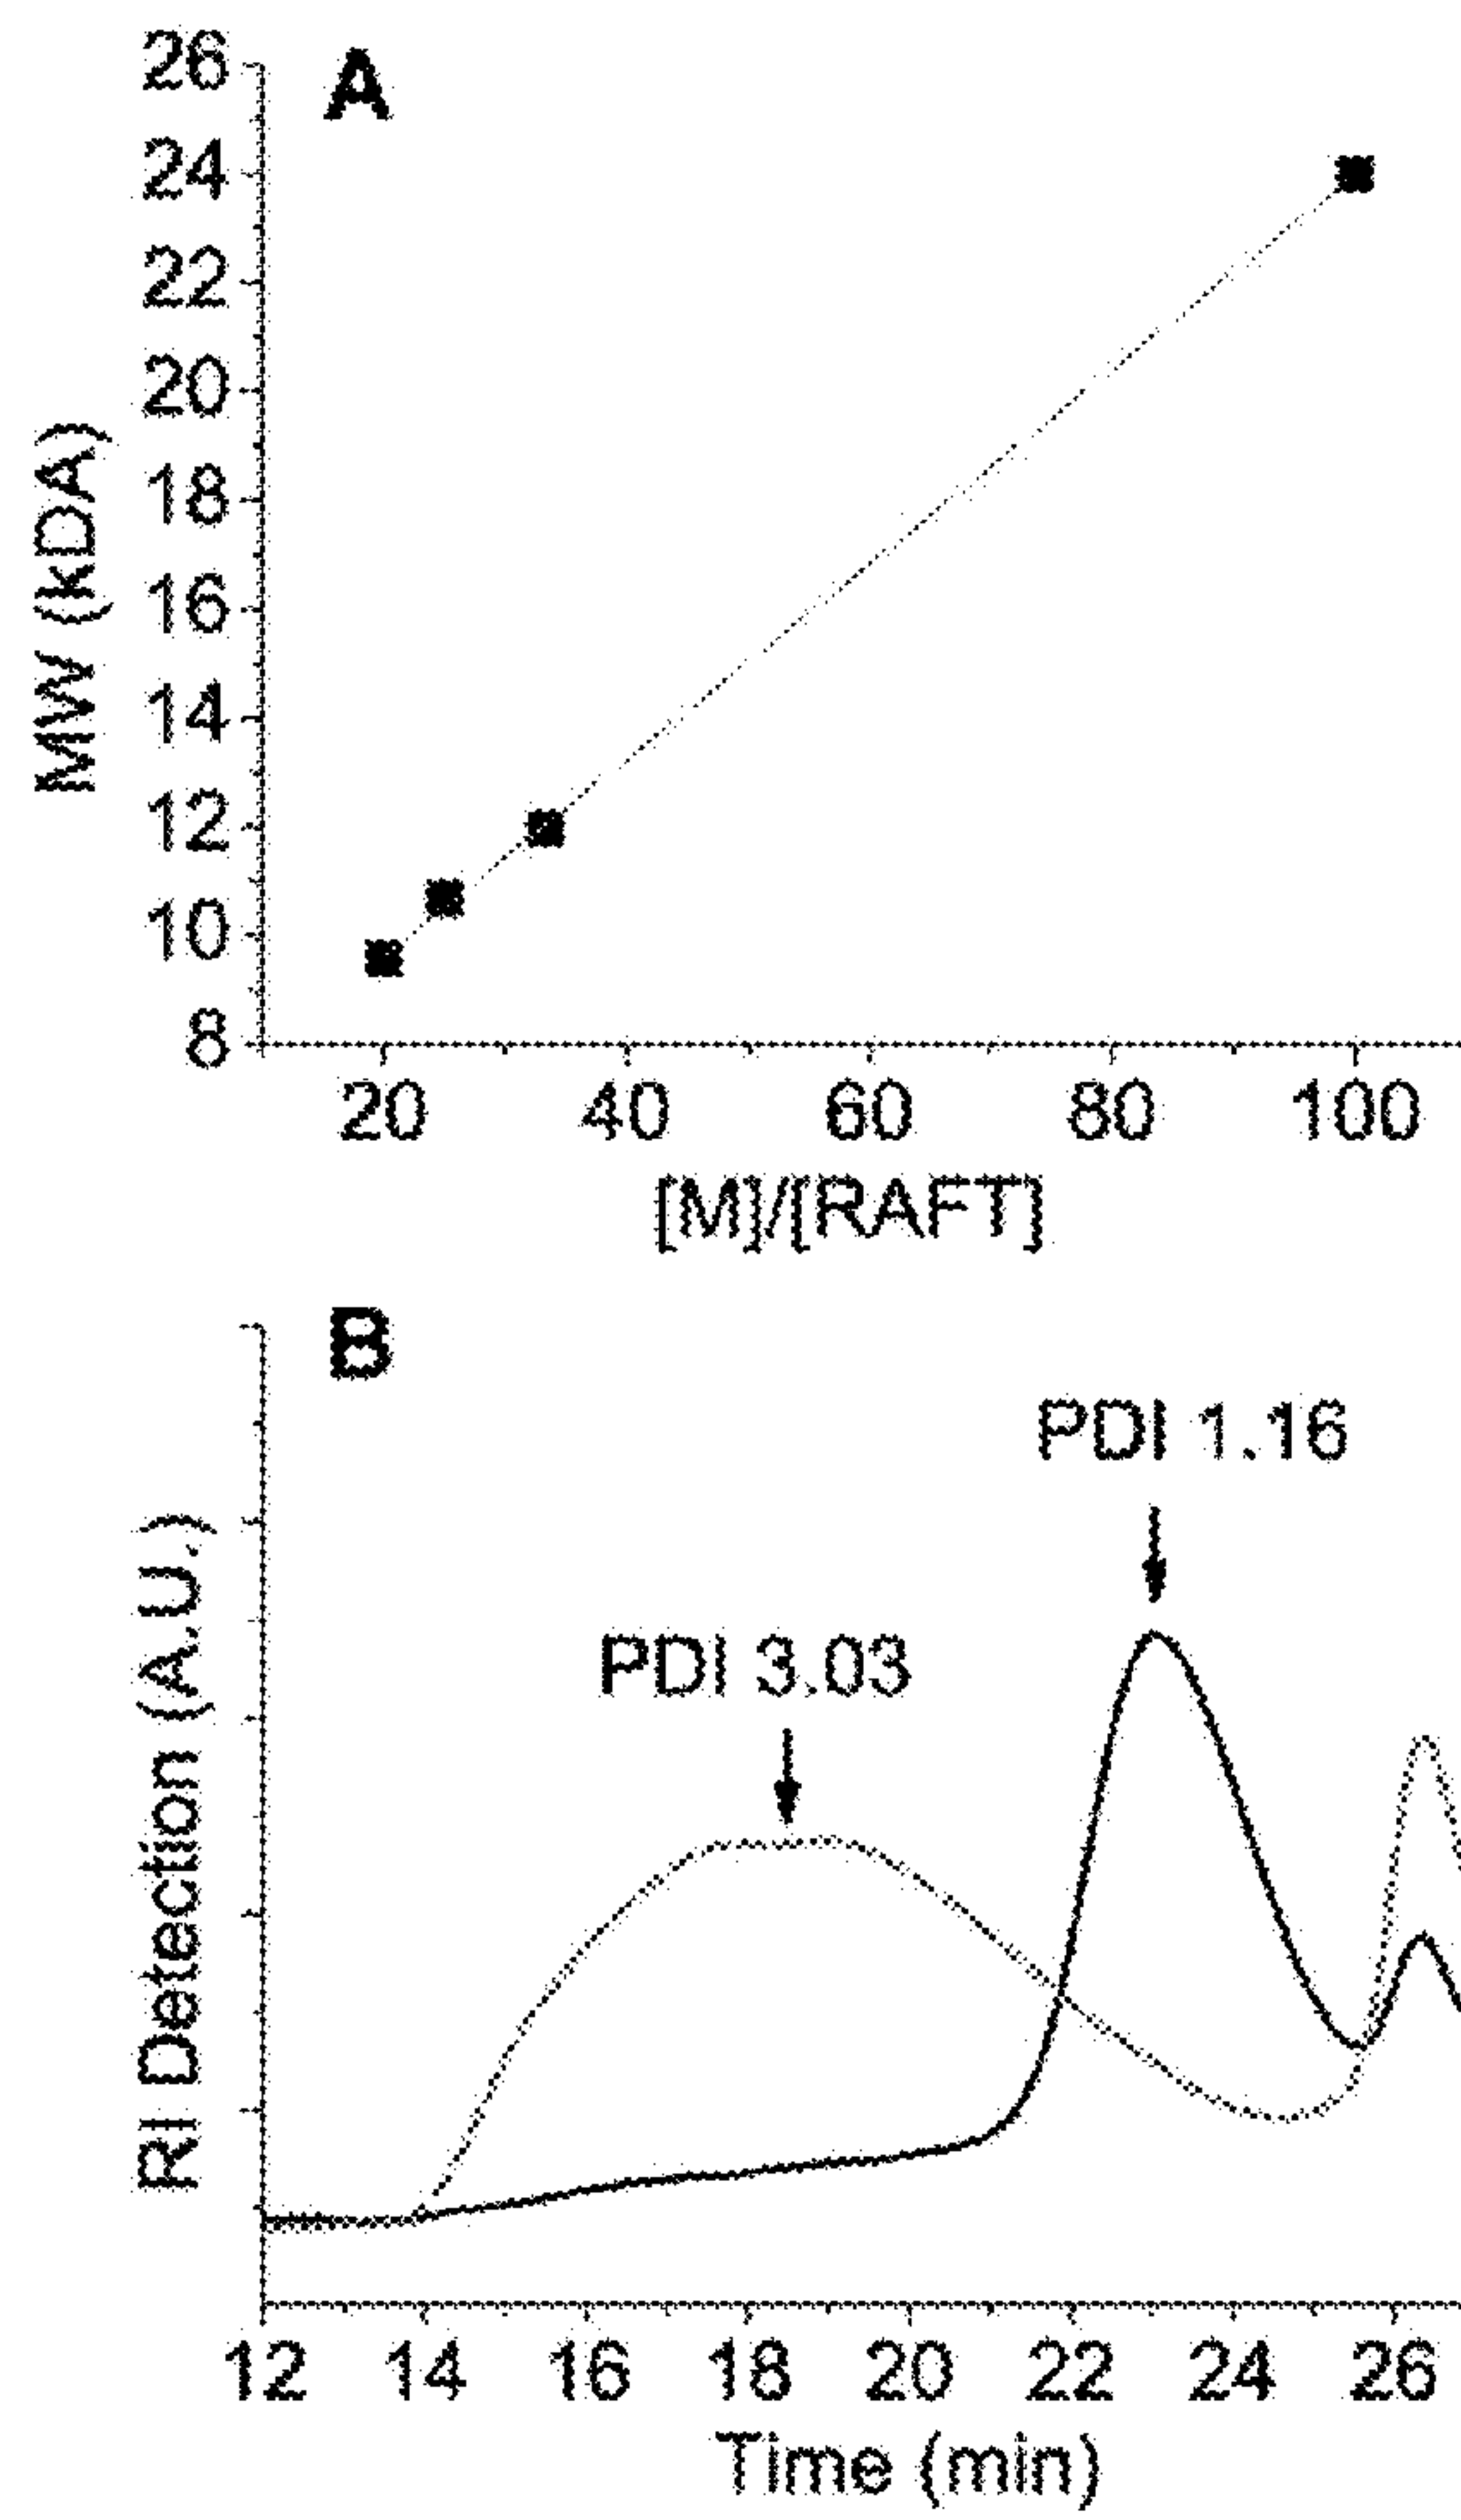 A
26
24
22
20
18
16
14
12
10
8
MW (kDA)
20 40 60 80 100
[M]/[RAFT]
B
PDI 1.16
PDI 3.03
RI Detection (A.U.)
12 14 16 18 20 22 24 26
Time (min)